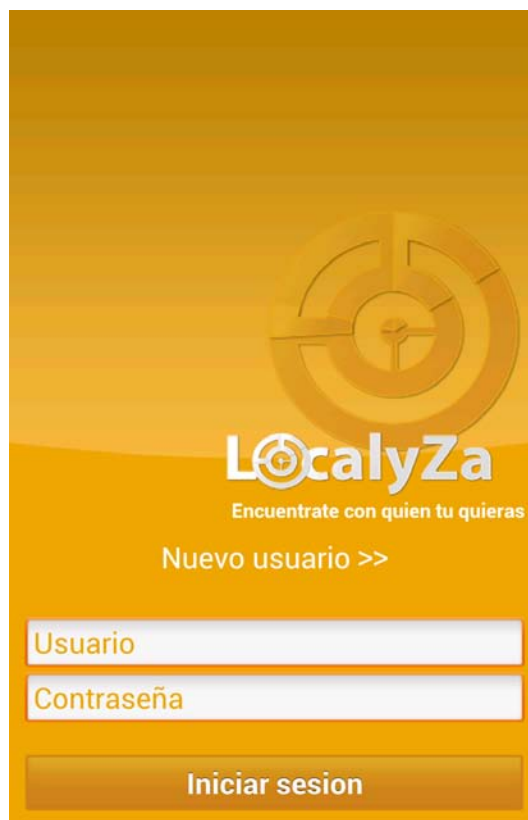 LocalyZa
Encuentrate con quien tu quieras
Nuevo usuario >>
Usuario
Contraseña
Iniciar sesion